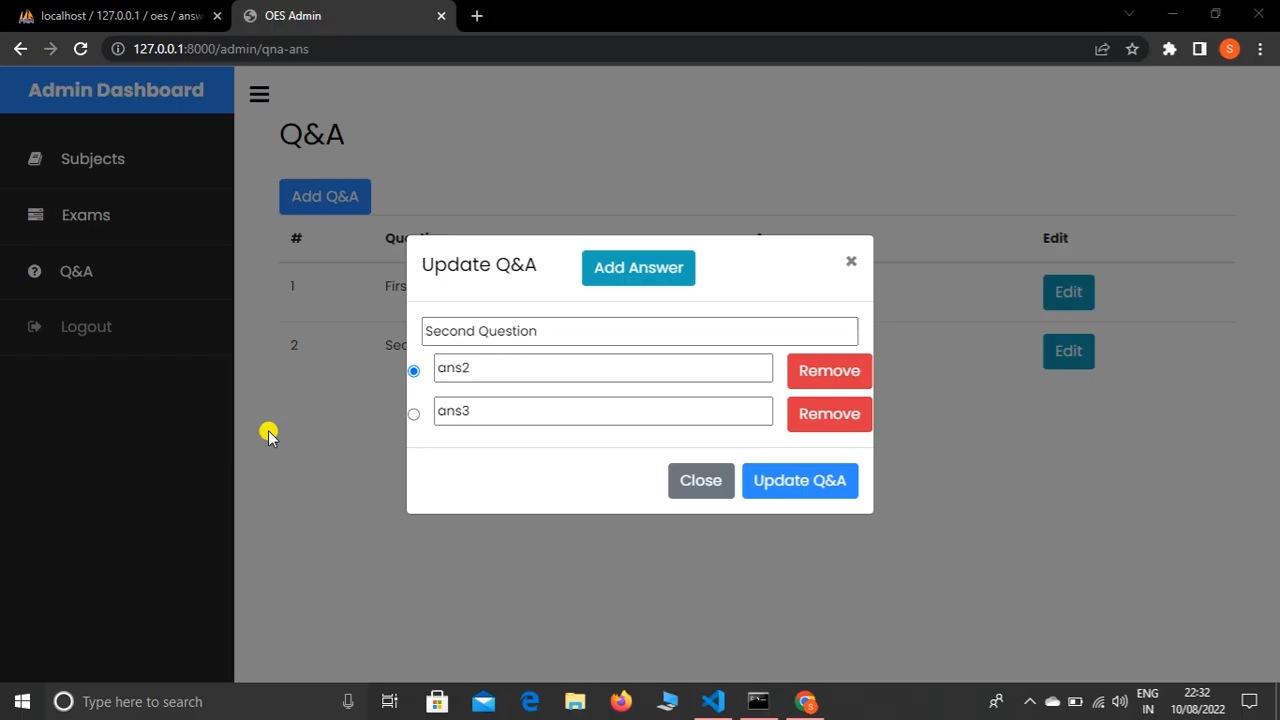 localhost / 127.0.0.1 / oes / answ
OES Admin
127.0.0.1:8000/admin/qna-ans
S
Admin Dashboard
Subjects
Exams
Q&A
Logout
Q&A
Add Q&A
#
Edit
1
Edit
2
Edit
Update Q&A
Add Answer
Second Question
ans2
Remove
ans3
Remove
Close
Update Q&A
Type here to search
ENG
IN
22:32
10/08/2022